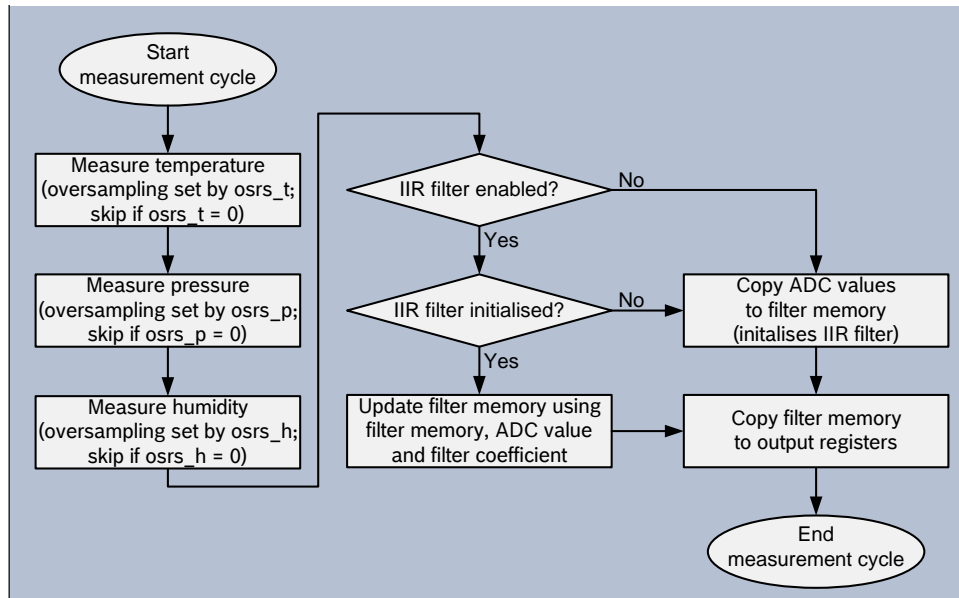 Start
measurement cycle
Measure temperature
(oversampling set by osrs_t;
skip if osrs_t = 0)
Measure pressure
(oversampling set by osrs_p;
skip if osrs_p = 0)
Measure humidity
(oversampling set by osrs_h;
skip if osrs_h = 0)
IIR filter enabled?
No
Yes
IIR filter initialised?
No
Yes
Update filter memory using
filter memory, ADC value
and filter coefficient
Copy ADC values
to filter memory
(initalises IIR filter)
Copy filter memory
to output registers
End
measurement cycle